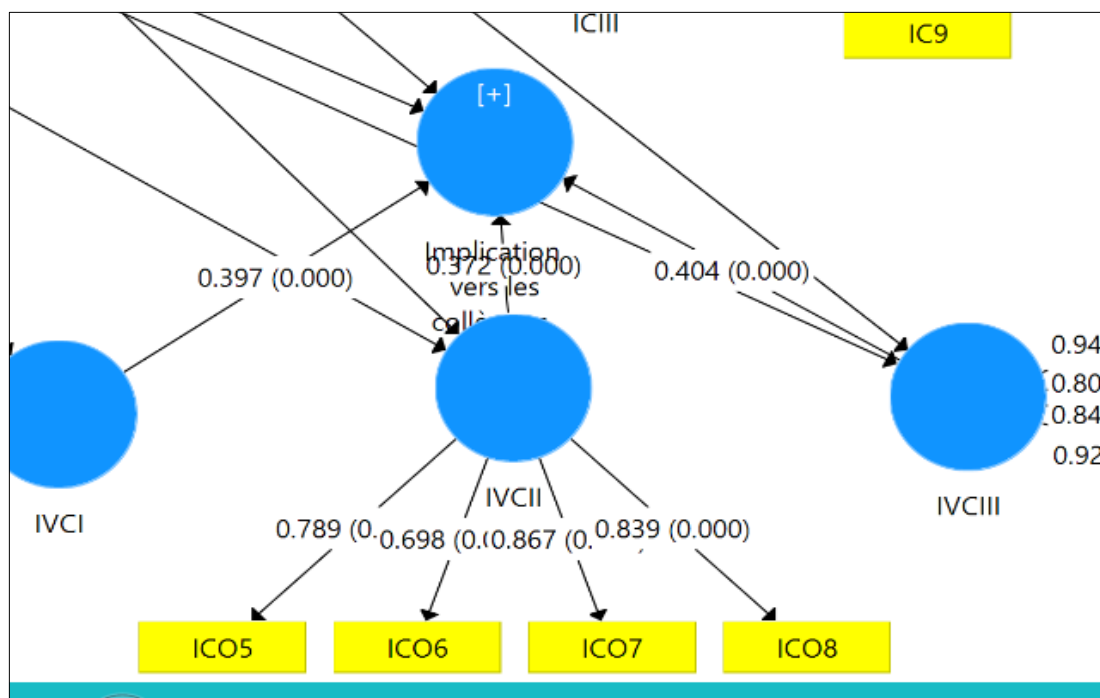 ICIII
IC9
[+]
Implication
0.372 (0.000)
0.397 (0.000)
0.404 (0.000)
vers les
0.94
0.80
0.84
0.92
IVCI
IVCII
IVCIII
0.789 (0.
0.698 (0.
0.867 (0.
0.839 (0.000)
ICO5
ICO6
ICO7
ICO8